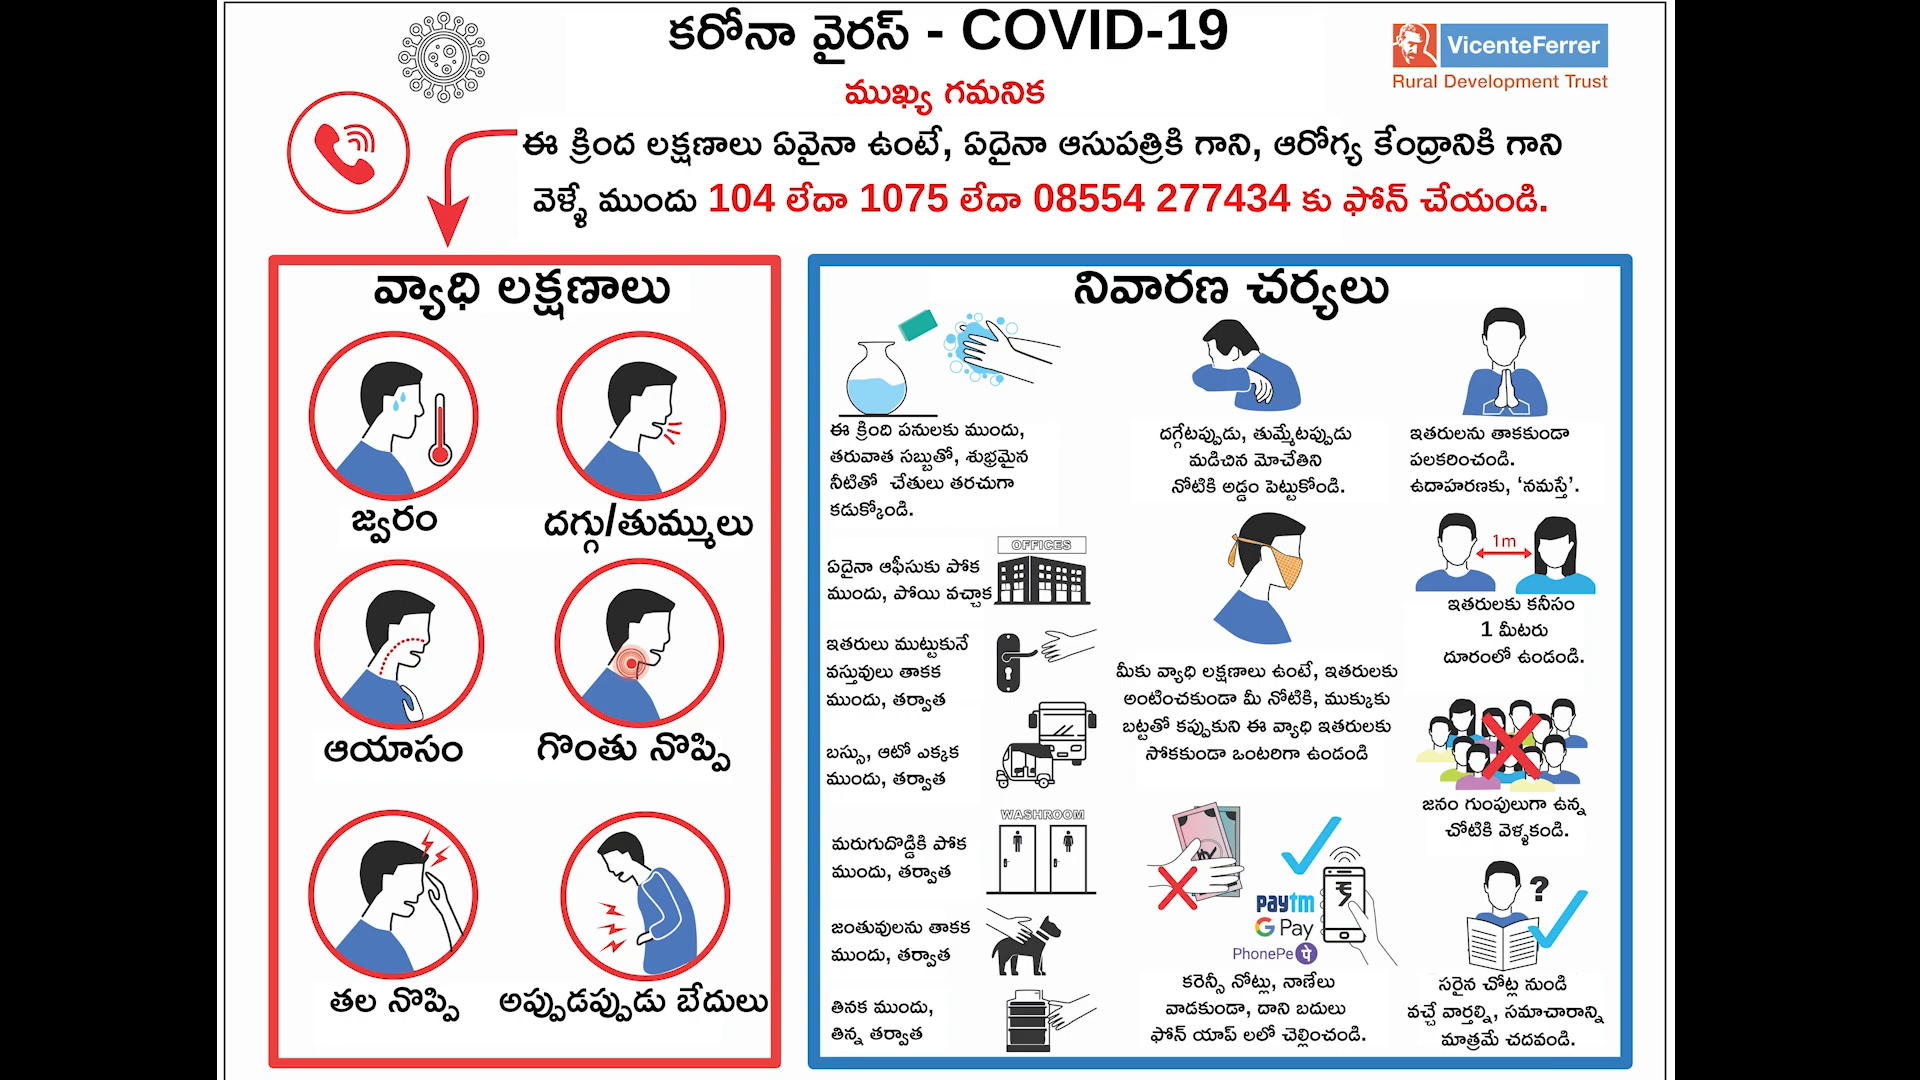 కరోనా వైరస్ - COVID-19
VicenteFerrer
Rural Development Trust
ముఖ్య గమనిక
ఈ క్రింద లక్షణాలు ఏవైనా ఉంటే, ఏదైనా ఆసుపత్రికి గాని, ఆరోగ్య కేంద్రానికి గాని
వెళ్ళే ముందు 104 లేదా 1075 లేదా 08554 277434 కు ఫోన్ చేయండి.
వ్యాధి లక్షణాలు
జ్వరం
దగ్గు/తుమ్ములు
ఆయాసం
గొంతు నొప్పి
తల నొప్పి
అప్పుడప్పుడు బేదులు
నివారణ చర్యలు
ఈ క్రింది పనులకు ముందు,
తరువాత సబ్బుతో, శుభ్రమైన
నీటితో చేతులు తరచుగా
కడుక్కోండి.
ఏదైనా ఆఫీసుకు పోక
ముందు, పోయి వచ్చాక
OFFICES
ఇతరులు ముట్టుకునే
వస్తువులు తాకక
ముందు, తర్వాత
బస్సు, ఆటో ఎక్కక
ముందు, తర్వాత
WASHROOM
మరుగుదొడ్డికి పోక
ముందు, తర్వాత
జంతువులను తాకక
ముందు, తర్వాత
తినక ముందు,
తిన్న తర్వాత
దగ్గేటప్పుడు, తుమ్మేటప్పుడు
మడిచిన మోచేతిని
నోటికి అడ్డం పెట్టుకోండి.
మీకు వ్యాధి లక్షణాలు ఉంటే, ఇతరులకు
అంటించకుండా మీ నోటికి, ముక్కుకు
బట్టతో కప్పుకుని ఈ వ్యాధి ఇతరులకు
సోకకుండా ఒంటరిగా ఉండండి
paytm
G Pay
PhonePe पे
₹
కరెన్సీ నోట్లు, నాణేలు
వాడకుండా, దాని బదులు
ఫోన్ యాప్ లలో చెల్లించండి.
ఇతరులను తాకకుండా
పలకరించండి.
ఉదాహరణకు, ‘నమస్తే’.
1m
ఇతరులకు కనీసం
1 మీటరు
దూరంలో ఉండండి.
జనం గుంపులుగా ఉన్న
చోటికి వెళ్ళకండి.
?
సరైన చోట్ల నుండి
వచ్చే వార్తల్ని, సమాచారాన్ని
మాత్రమే చదవండి.